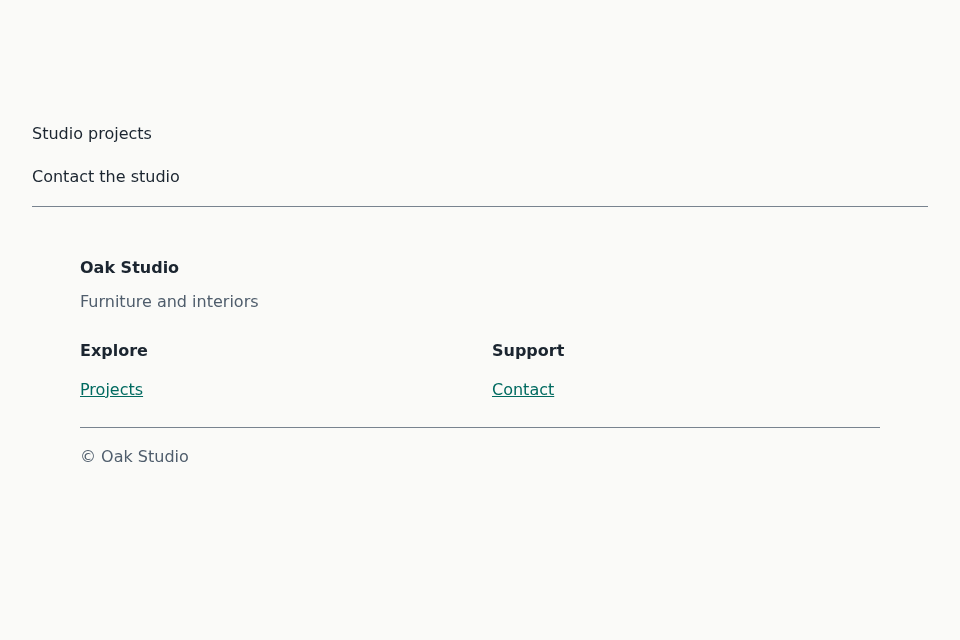 Studio projects
Contact the studio
Oak Studio
Furniture and interiors
Explore
Projects
Support
Contact
© Oak Studio